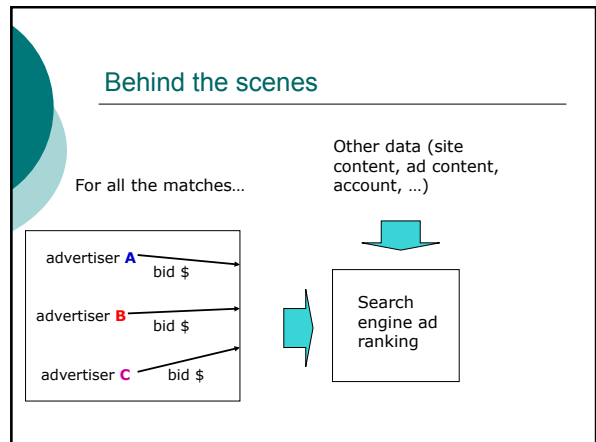 Behind the scenes
For all the matches…
Other data (site
content, ad content,
account, …)
advertiser A
bid $
advertiser B
bid $
advertiser C
bid $
Search
engine ad
ranking